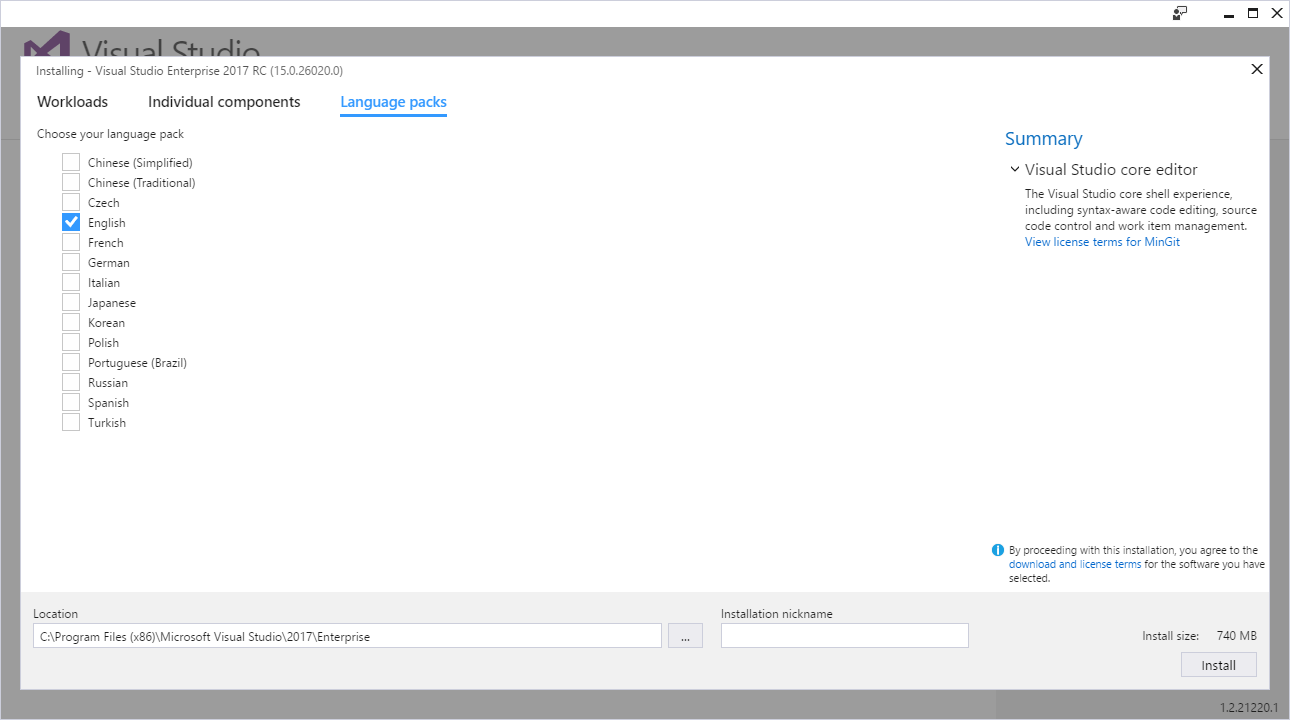 Visual Studio
Installing - Visual Studio Enterprise 2017 RC (15.0.26020.0)
Workloads
Individual components
Language packs
Choose your language pack
Chinese (Simplified)
Chinese (Traditional)
Czech
English
French
German
Italian
Japanese
Korean
Polish
Portuguese (Brazil)
Russian
Spanish
Turkish
Summary
Visual Studio core editor
The Visual Studio core shell experience,
including syntax-aware code editing, source
code control and work item management.
View license terms for MinGit
By proceeding with this installation, you agree to the
download and license terms for the software you have
selected.
Location
C:\Program Files (x86)\Microsoft Visual Studio\2017\Enterprise
...
Installation nickname
Install size: 740 MB
Install
1.2.21220.1